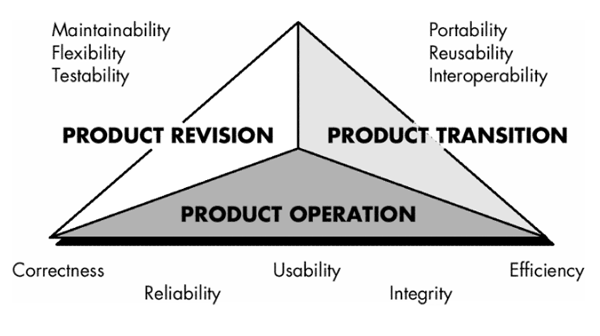 Maintainability
Flexibility
Testability
Portability
Reusability
Interoperability
PRODUCT REVISION
PRODUCT TRANSITION
PRODUCT OPERATION
Correctness
Usability
Efficiency
Reliability
Integrity